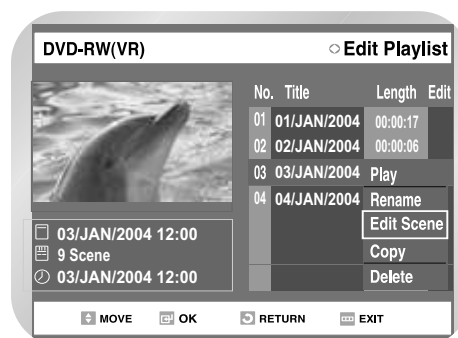 DVD-RW(VR) Edit Playlist
No. Title Length Edit
01 01/JAN/2004 00:00:17
02 02/JAN/2004 00:00:06
03 03/JAN/2004 Play
04 04/JAN/2004 Rename
Edit Scene
Copy
Delete
03/JAN/2004 12:00
9 Scene
03/JAN/2004 12:00
MOVE OK RETURN EXIT